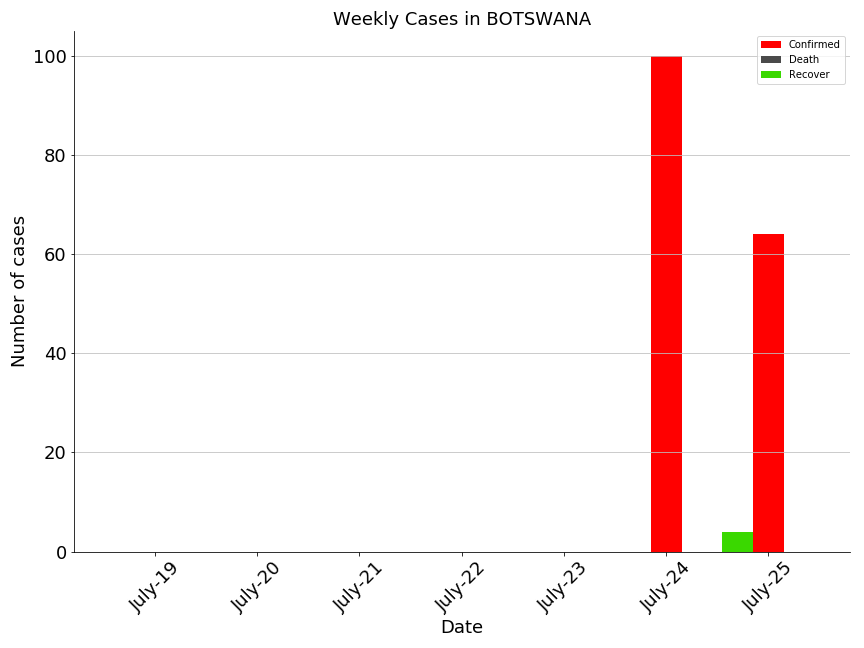 Weekly Cases in BOTSWANA
Confirmed
Death
Recover
Number of cases
100
80
60
40
20
0
July-19
July-20
July-21
July-22
July-23
July-24
July-25
Date